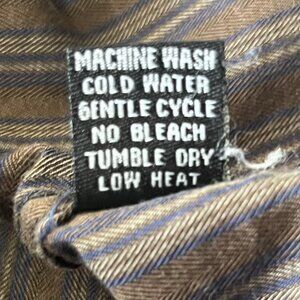 MACHINE WASH
COLD WATER
GENTLE CYCLE
NO BLEACH
TUMBLE DRY
LOW HEAT